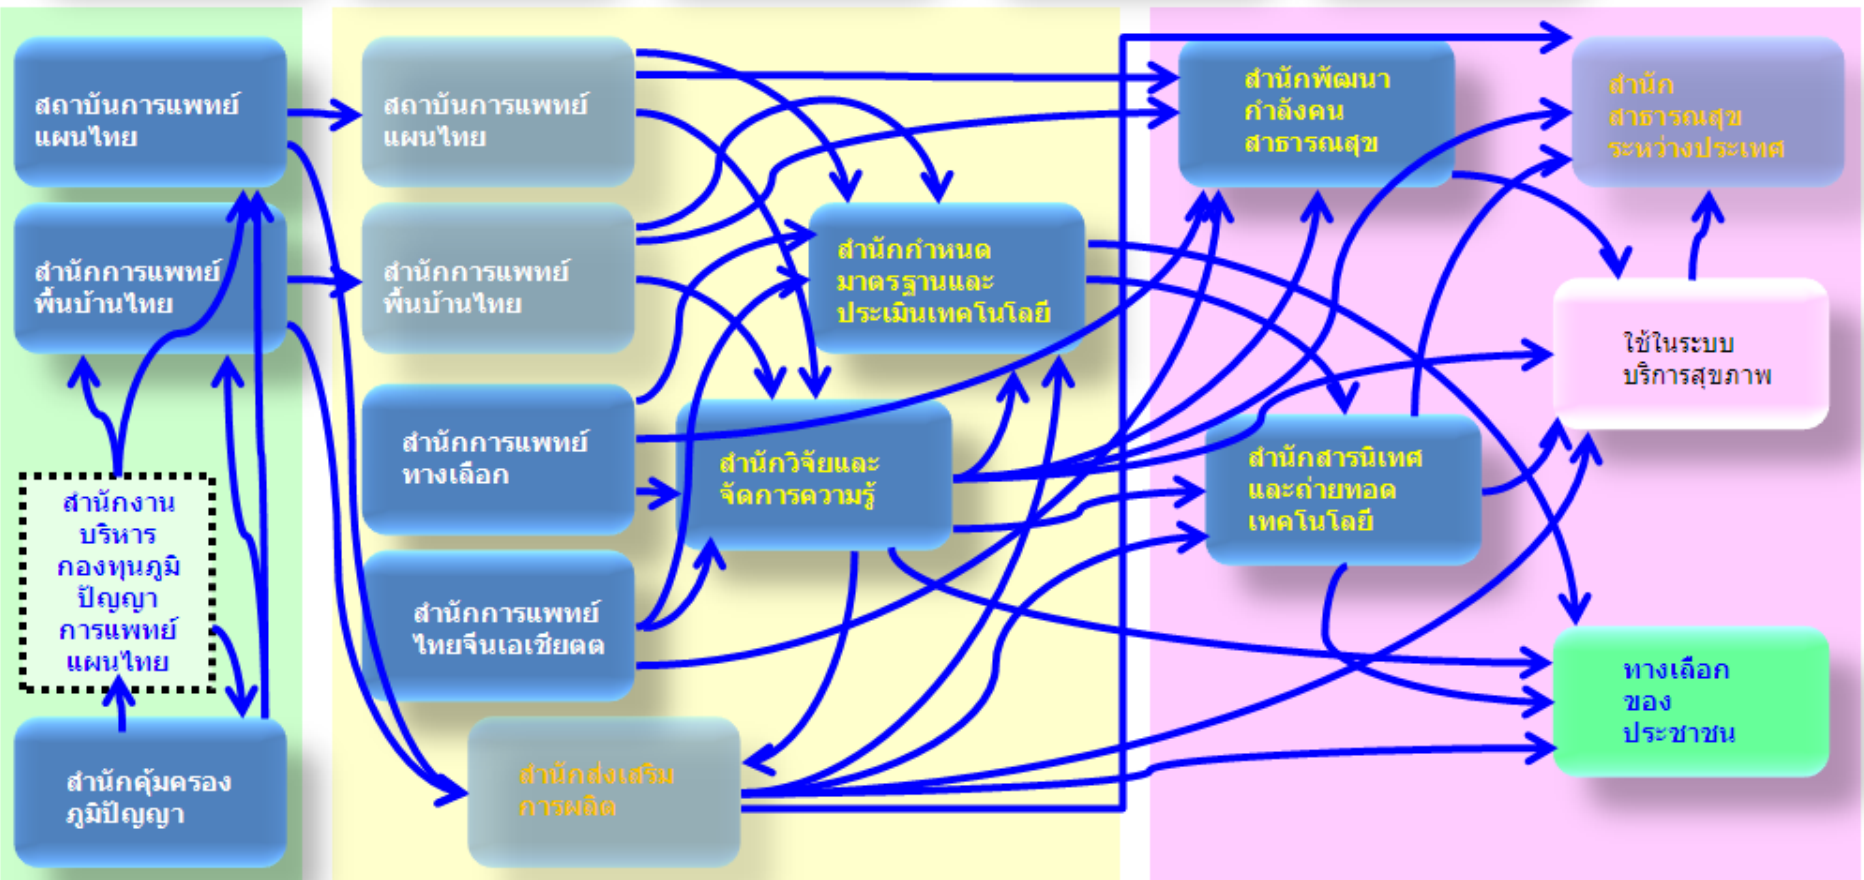 สถาบันการแพทย์
แผนไทย
สำนักการแพทย์
พื้นบ้านไทย
สำนักงาน
บริหาร
กองทุนภูมิ
ปัญญา
การแพทย์
แผนไทย
สำนักคุ้มครอง
ภูมิปัญญา
สถาบันการแพทย์
แผนไทย
สำนักการแพทย์
พื้นบ้านไทย
สำนักการแพทย์
ทางเลือก
สำนักการแพทย์
ไทยจีนเอเชียตต
สำนักส่งเสริม
การผลิต
สำนักกำหนด
มาตรฐานและ
ประเมินเทคโนโลยี
สำนักวิจัยและ
จัดการความรู้
สำนักพัฒนา
กำลังคน
สาธารณสุข
สำนักสารนิเทศ
และถ่ายทอด
เทคโนโลยี
สำนัก
สาธารณสุข
ระหว่างประเทศ
ใช้ในระบบ
บริการสุขภาพ
ทางเลือก
ของ
ประชาชน